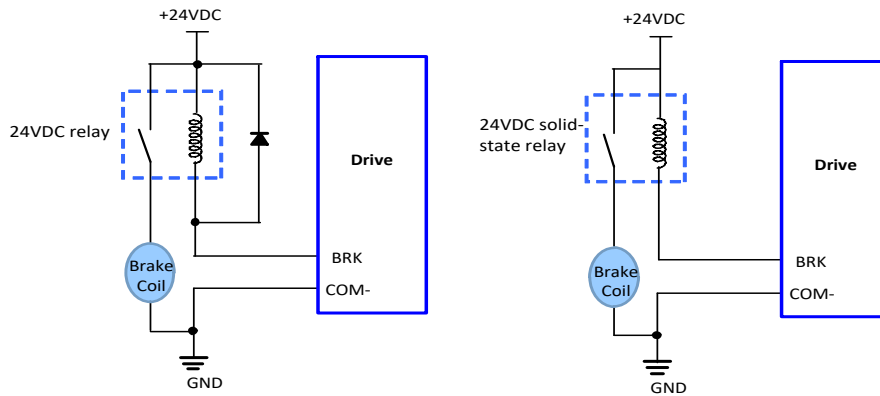 +24VDC
24VDC relay
Drive
BRK
Brake
Coil
COM-
GND
+24VDC
24VDC solid-
state relay
Drive
BRK
Brake
Coil
COM-
GND